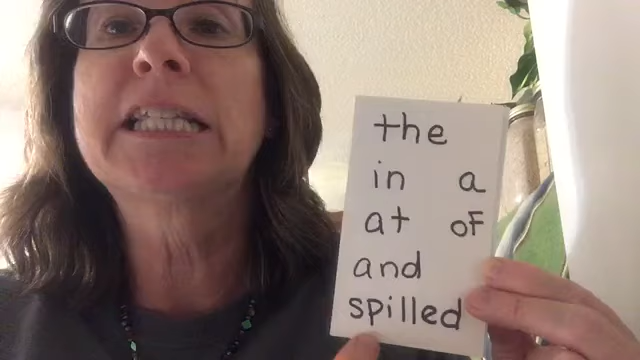 the
in a
at oF
and
spilled